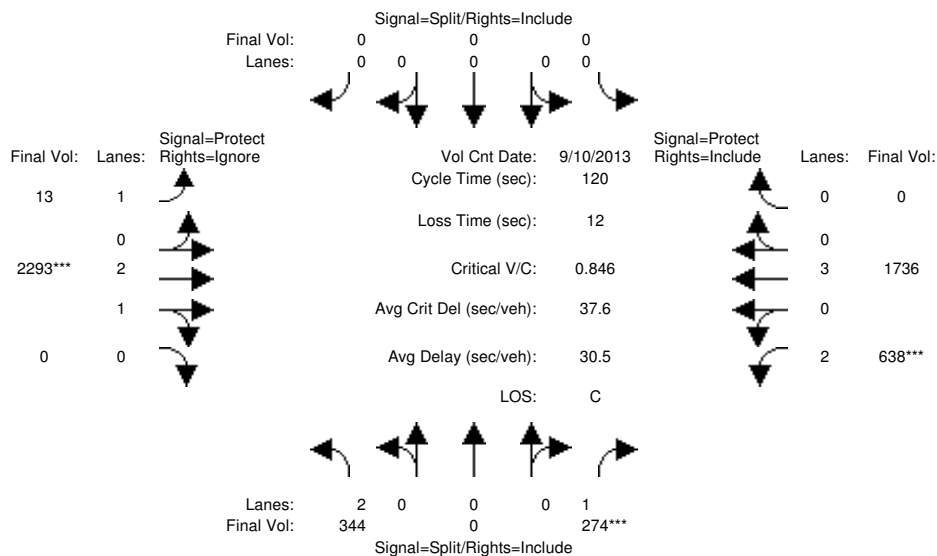 Signal=Split/Rights=Include
Final Vol: 0 0 0
Lanes: 0 0 0 0 0
Signal=Protect Signal=Protect
Final Vol: Lanes: Rights=Ignore Vol Cnt Date: 9/10/2013 Rights=Include Lanes: Final Vol:
Cycle Time (sec): 120
13 1 0 0
Loss Time (sec): 12
0 0
2293*** 2 Critical V/C: 0.846 3 1736
1 Avg Crit Del (sec/veh): 37.6 0
0 0 Avg Delay (sec/veh): 30.5 2 638***
LOS: C
Lanes: 2 0 0 0 1
Final Vol: 344 0 274***
Signal=Split/Rights=Include